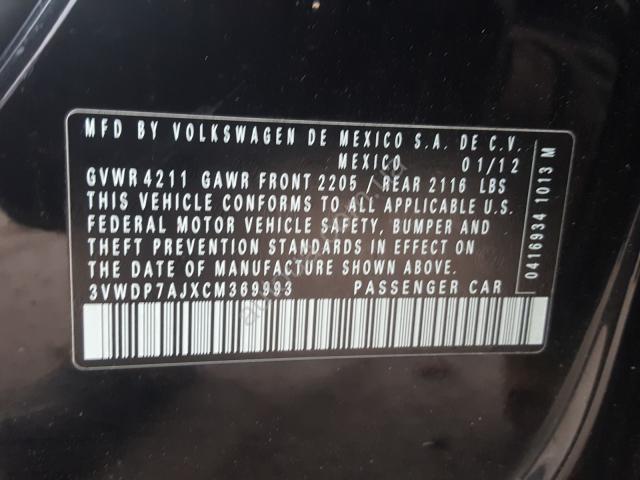 MFD BY VOLKSWAGEN DE MEXICO S.A. DE C.V.
MEXICO 01/12
GVWR 4211 GAWR FRONT 2205 / REAR 2116 LBS
THIS VEHICLE CONFORMS TO ALL APPLICABLE U.S.
FEDERAL MOTOR VEHICLE SAFETY, BUMPER AND
THEFT PREVENTION STANDARDS IN EFFECT ON
THE DATE OF MANUFACTURE SHOWN ABOVE.
3VWDP7AJXCM369993 PASSENGER CAR
0416934 1013 M